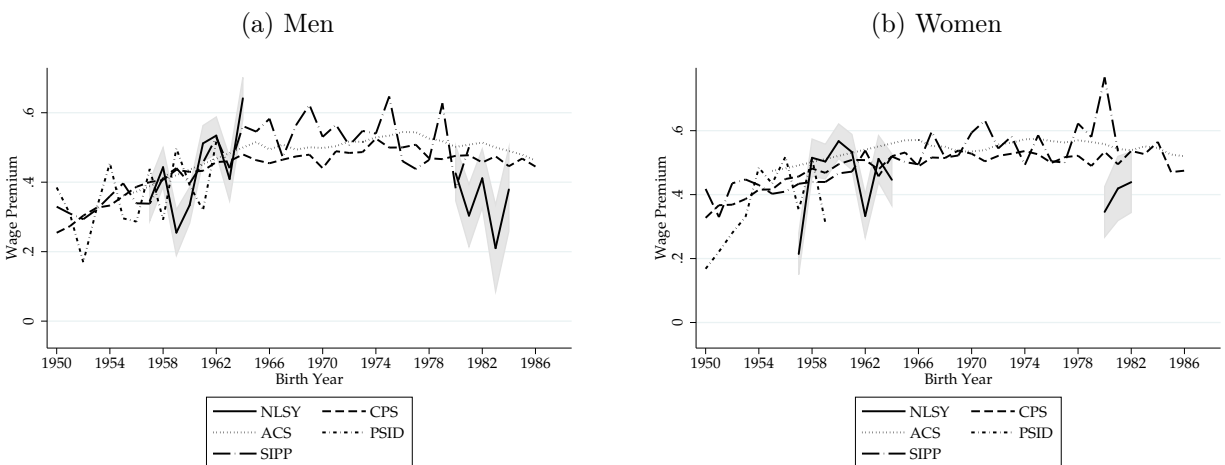 (a) Men
Wage Premium
.6
.4
.2
0
1950 1954 1958 1962 1966 1970 1974 1978 1982 1986
Birth Year
NLSY CPS
ACS PSID
SIPP
(b) Women
Wage Premium
.6
.4
.2
0
1950 1954 1958 1962 1966 1970 1974 1978 1982 1986
Birth Year
NLSY CPS
ACS PSID
SIPP